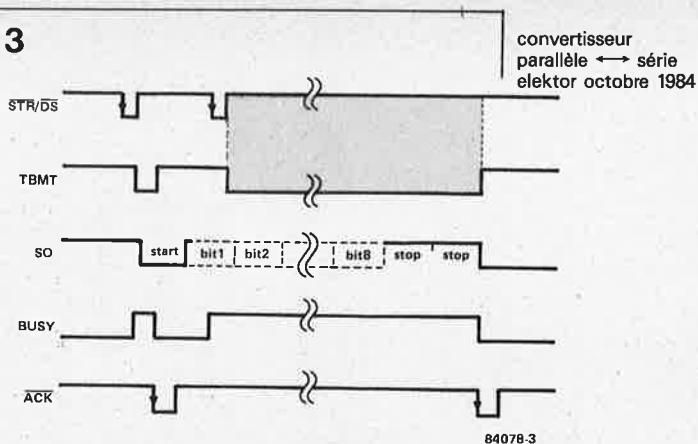 3
convertisseur
parallèle ⟷ série
elektor octobre 1984
STR/DS
TBMT
SO
start
bit1
bit2
bit8
stop
stop
BUSY
ACK
84078-3